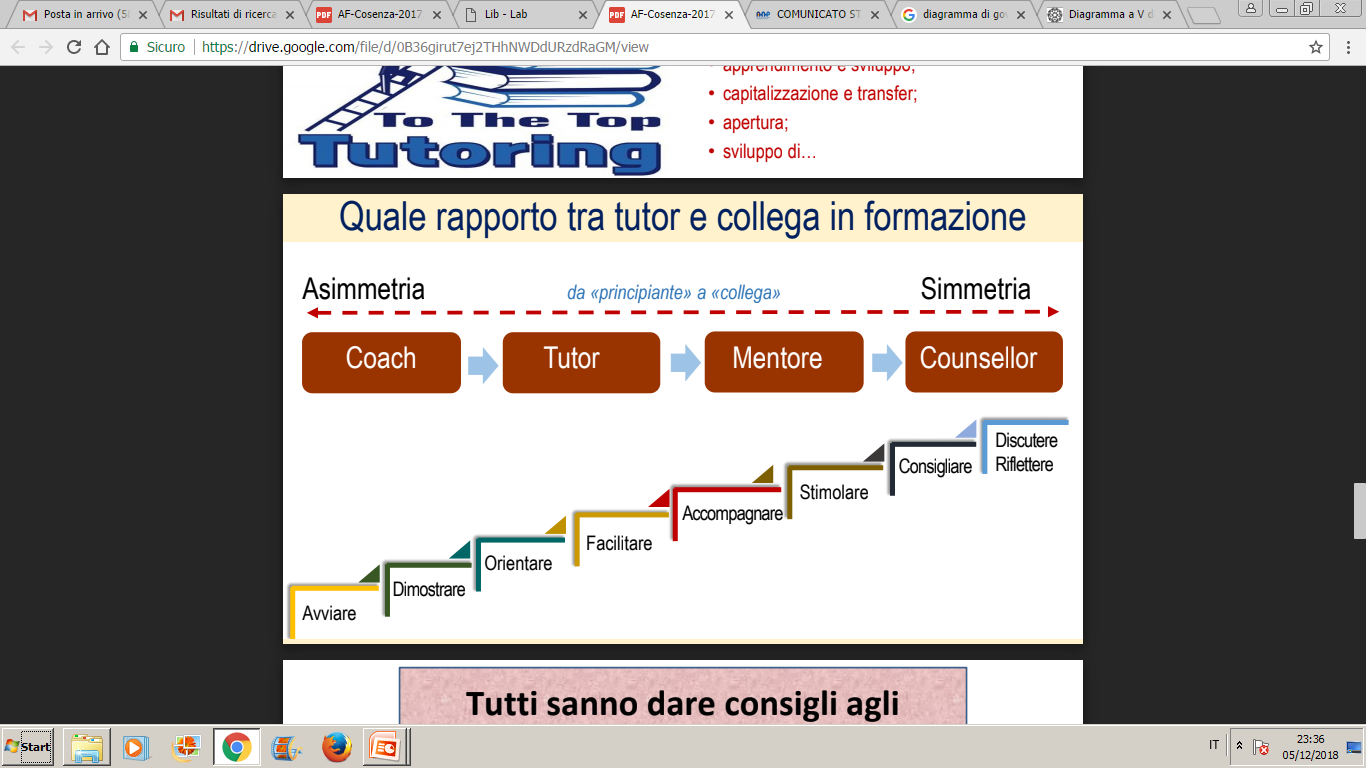 Posta in arrivo (5
Risultati di ricerca
AF-Cosenza-2017
Lib - Lab
AF-Cosenza-2017
COMUNICATO ST
diagramma di go
Diagramma a V d
Sicuro
https://drive.google.com/file/d/0B36girut7ej2THhNWDdURzdRaGM/view
To The Top
Tutoring
apprendimento e sviluppo;
• capitalizzazione e transfer;
• apertura;
• sviluppo di…
Quale rapporto tra tutor e collega in formazione
Asimmetria
da «principiante» a «collega»
Simmetria
Coach
Tutor
Mentore
Counsellor
Avviare
Dimostrare
Orientare
Facilitare
Accompagnare
Stimolare
Consigliare
Discutere
Riflettere
Tutti sanno dare consigli agli
Start
IT
23:36
05/12/2018